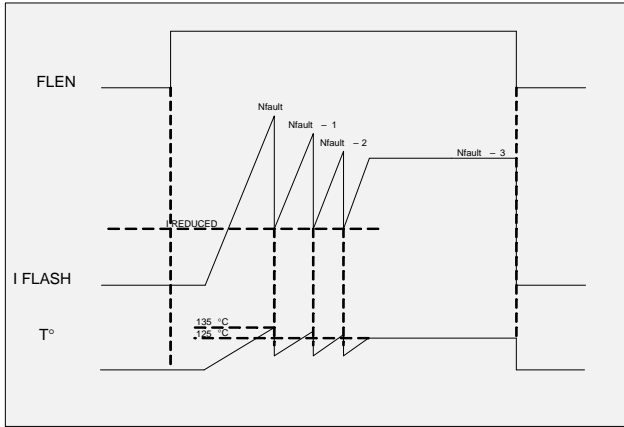 FLEN
Nfault
Nfault – 1
Nfault – 2
Nfault – 3
I REDUCED
I FLASH
135 °C
125 °C
T°